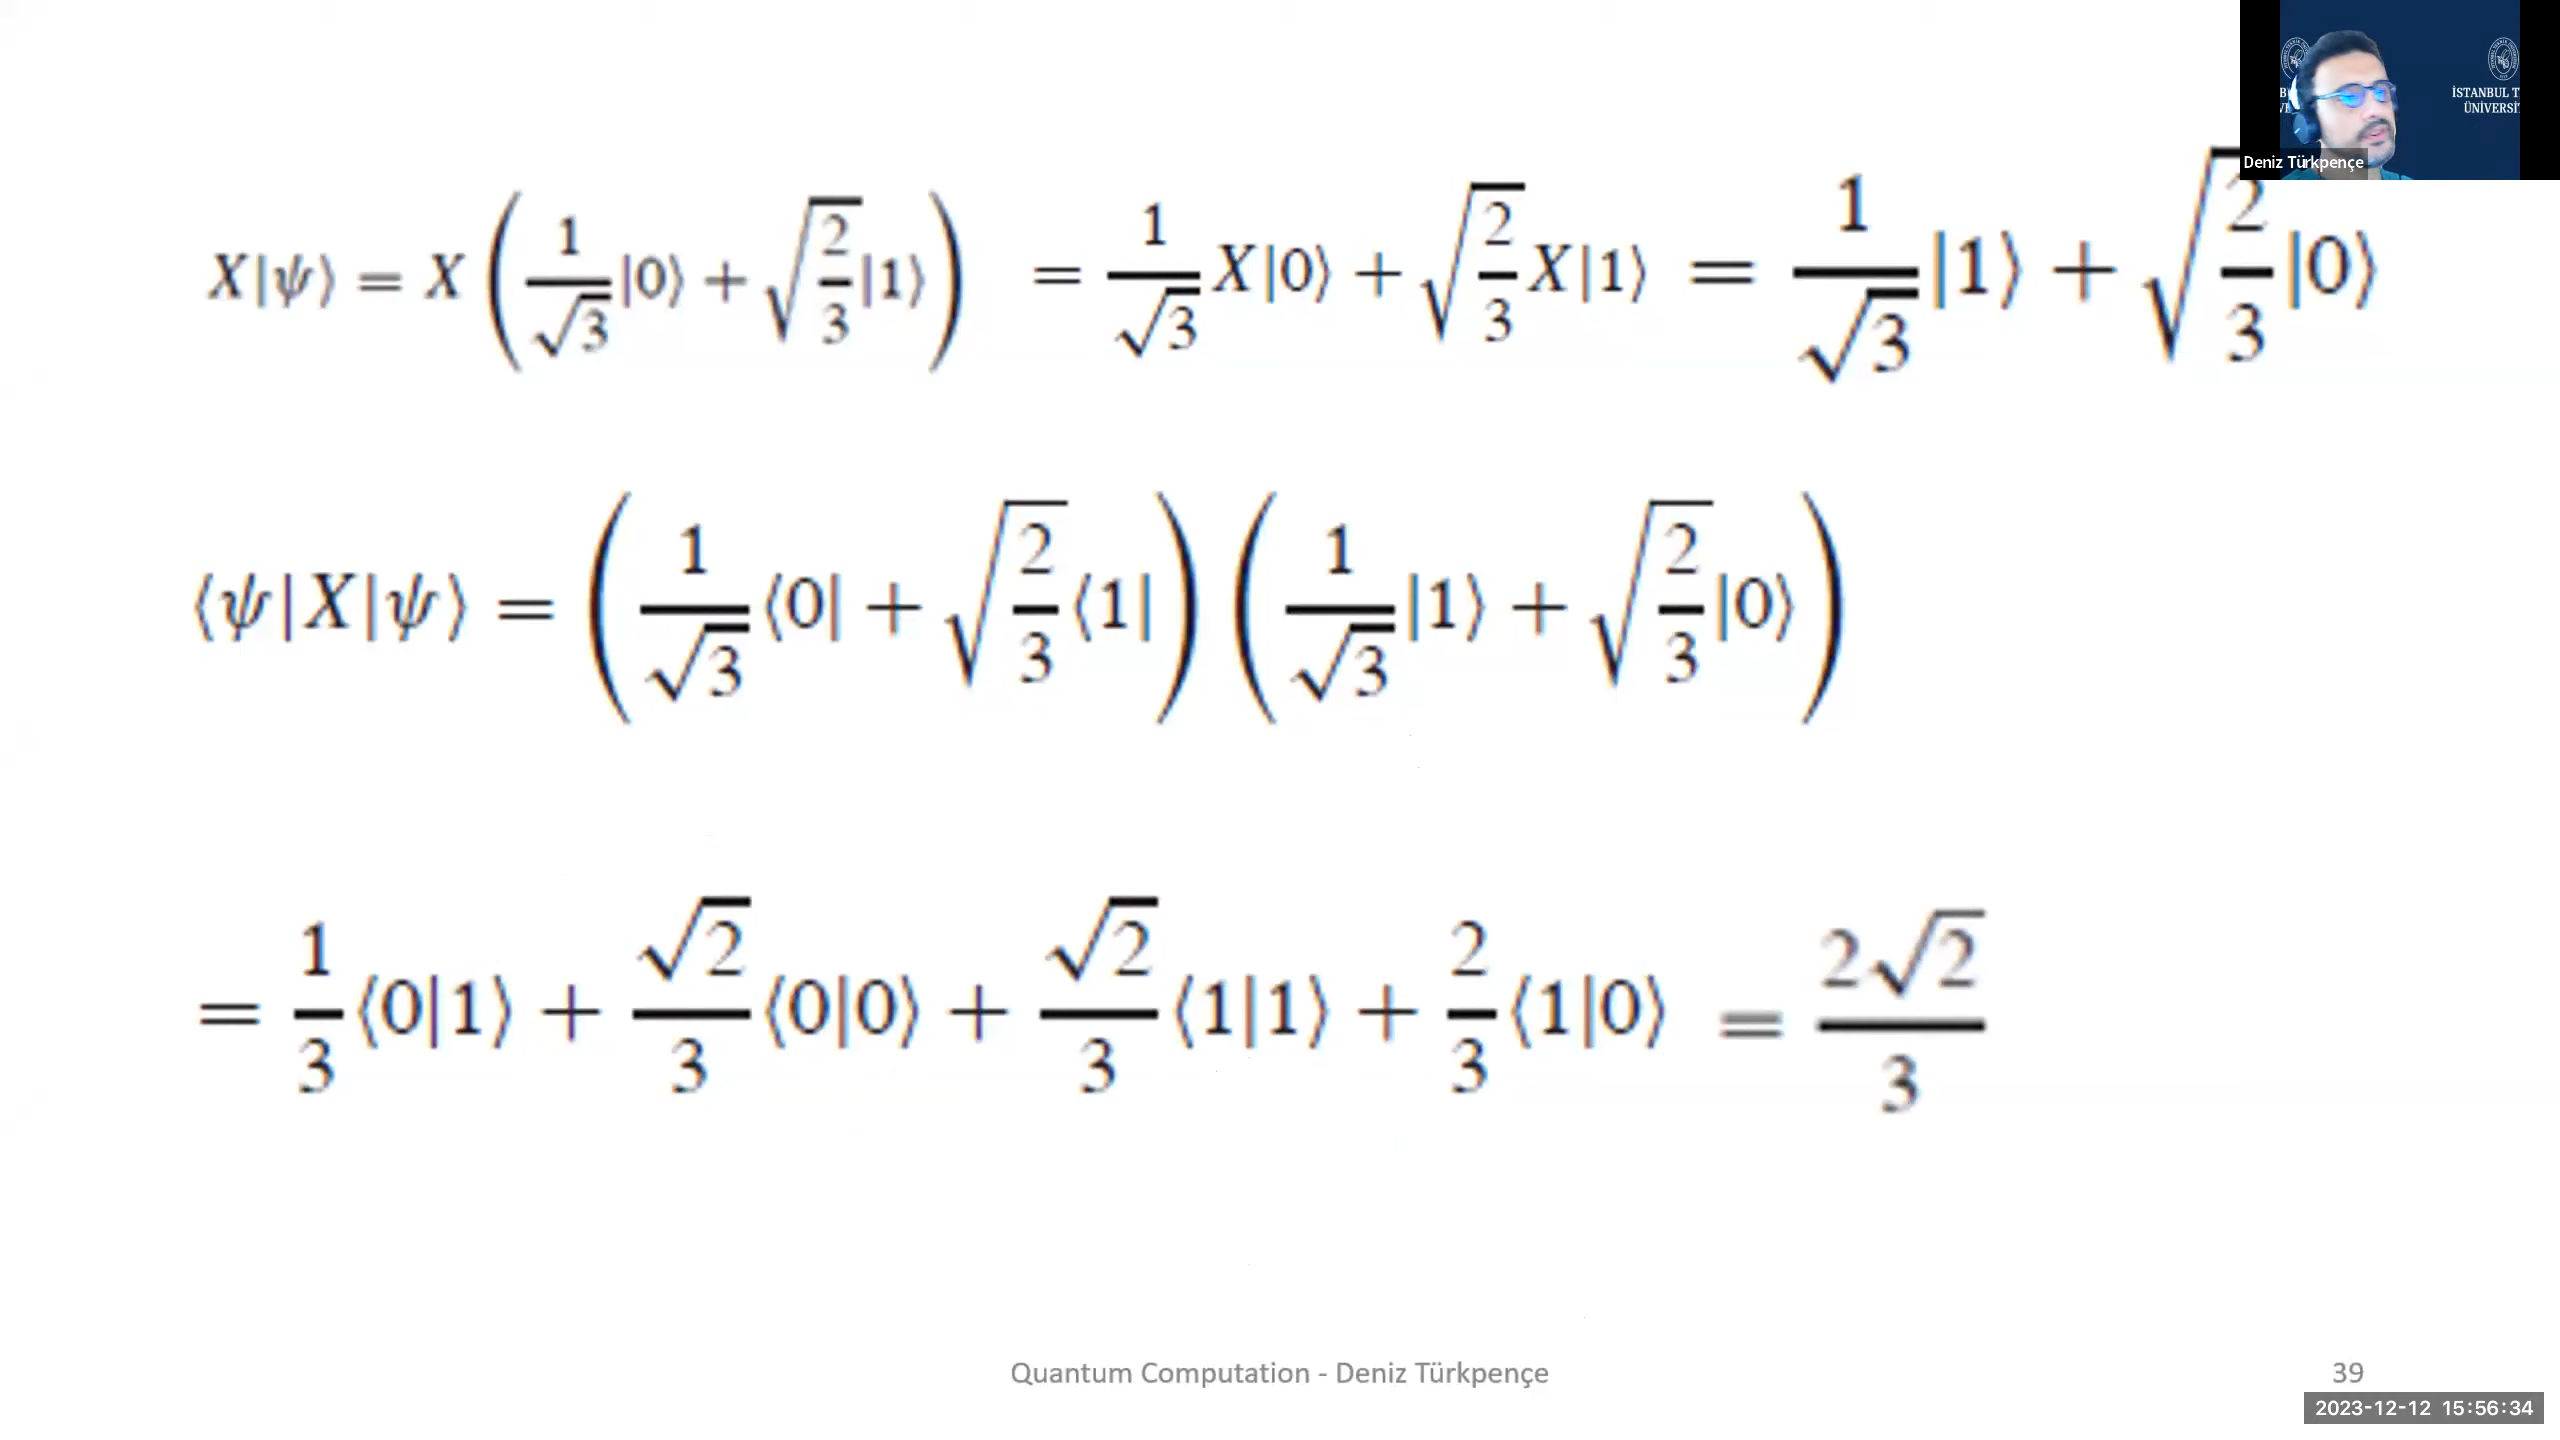 İSTANBUL T
ÜNİVERSİ
Deniz Türkpençe
X|ψ⟩ = X ( 1/√3 |0⟩ + √(2/3) |1⟩ ) = 1/√3 X|0⟩ + √(2/3) X|1⟩ = 1/√3 |1⟩ + √(2/3) |0⟩
⟨ψ|X|ψ⟩ = ( 1/√3 ⟨0| + √(2/3) ⟨1| ) ( 1/√3 |1⟩ + √(2/3) |0⟩ )
= 1/3 ⟨0|1⟩ + √2/3 ⟨0|0⟩ + √2/3 ⟨1|1⟩ + 2/3 ⟨1|0⟩ = 2√2/3
Quantum Computation - Deniz Türkpençe
39
2023-12-12 15:56:34